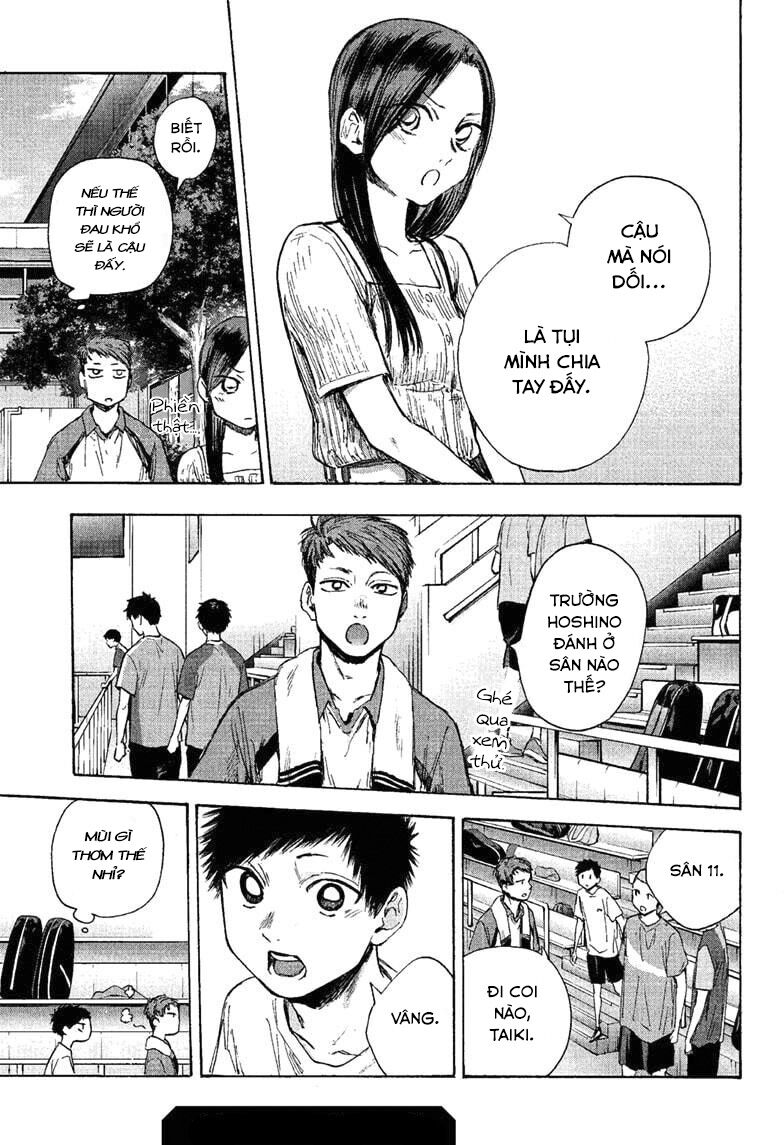 CẬU
MÀ NÓI
DỐI...
LÀ TỤI
MÌNH CHIA
TAY ĐẤY.
BIẾT
RỒI.
NẾU THẾ
THÌ NGƯỜI
ĐAU KHỔ
SẼ LÀ CẬU
ĐẤY.
Phiền
thật...
TRƯỜNG
HOSHINO
ĐÁNH Ở
SÂN NÀO
THẾ?
Ghé
Qua
xem
thử
SÂN 11.
ĐI COI
NÀO,
TAIKI.
VÂNG.
MÙI GÌ
THƠM THẾ
NHỈ?